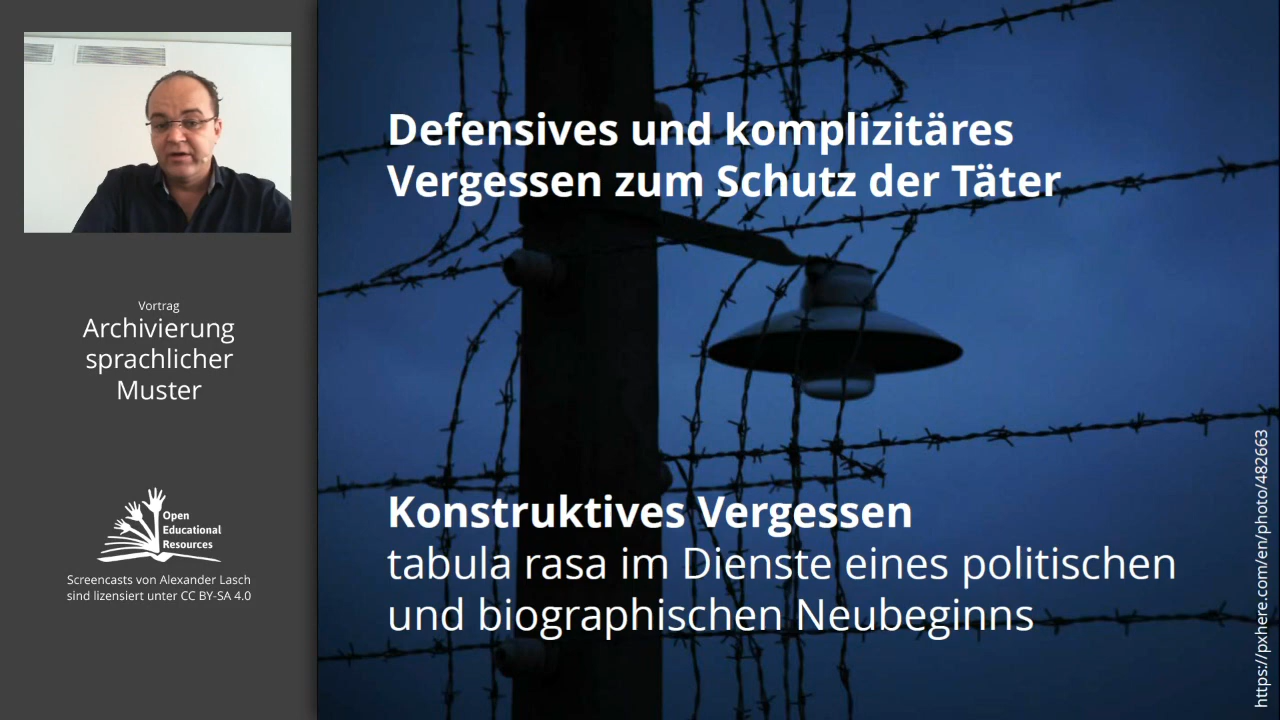 Vortrag
Archivierung
sprachlicher
Muster
Open
Educational
Resources
Screencasts von Alexander Lasch
sind lizensiert unter CC BY-SA 4.0
Defensives und komplizitäres
Vergessen zum Schutz der Täter
Konstruktives Vergessen
tabula rasa im Dienste eines politischen
und biographischen Neubeginns
https://pxhere.com/en/photo/482663